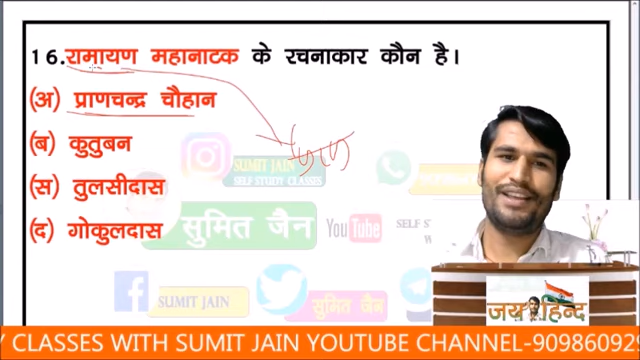 16.रामायण महानाटक के रचनाकार कौन है।
(अ) प्राणचन्द्र चौहान
(ब) कुतुबन
(स) तुलसीदास
(द) गोकुलदास
SUMIT JAIN
SELF STUDY CLASSES
सुमित जैन
YouTube
SELF
SUMIT JAIN
सुमित जैन
जय हिन्द
Y CLASSES WITH SUMIT JAIN YOUTUBE CHANNEL-90986092